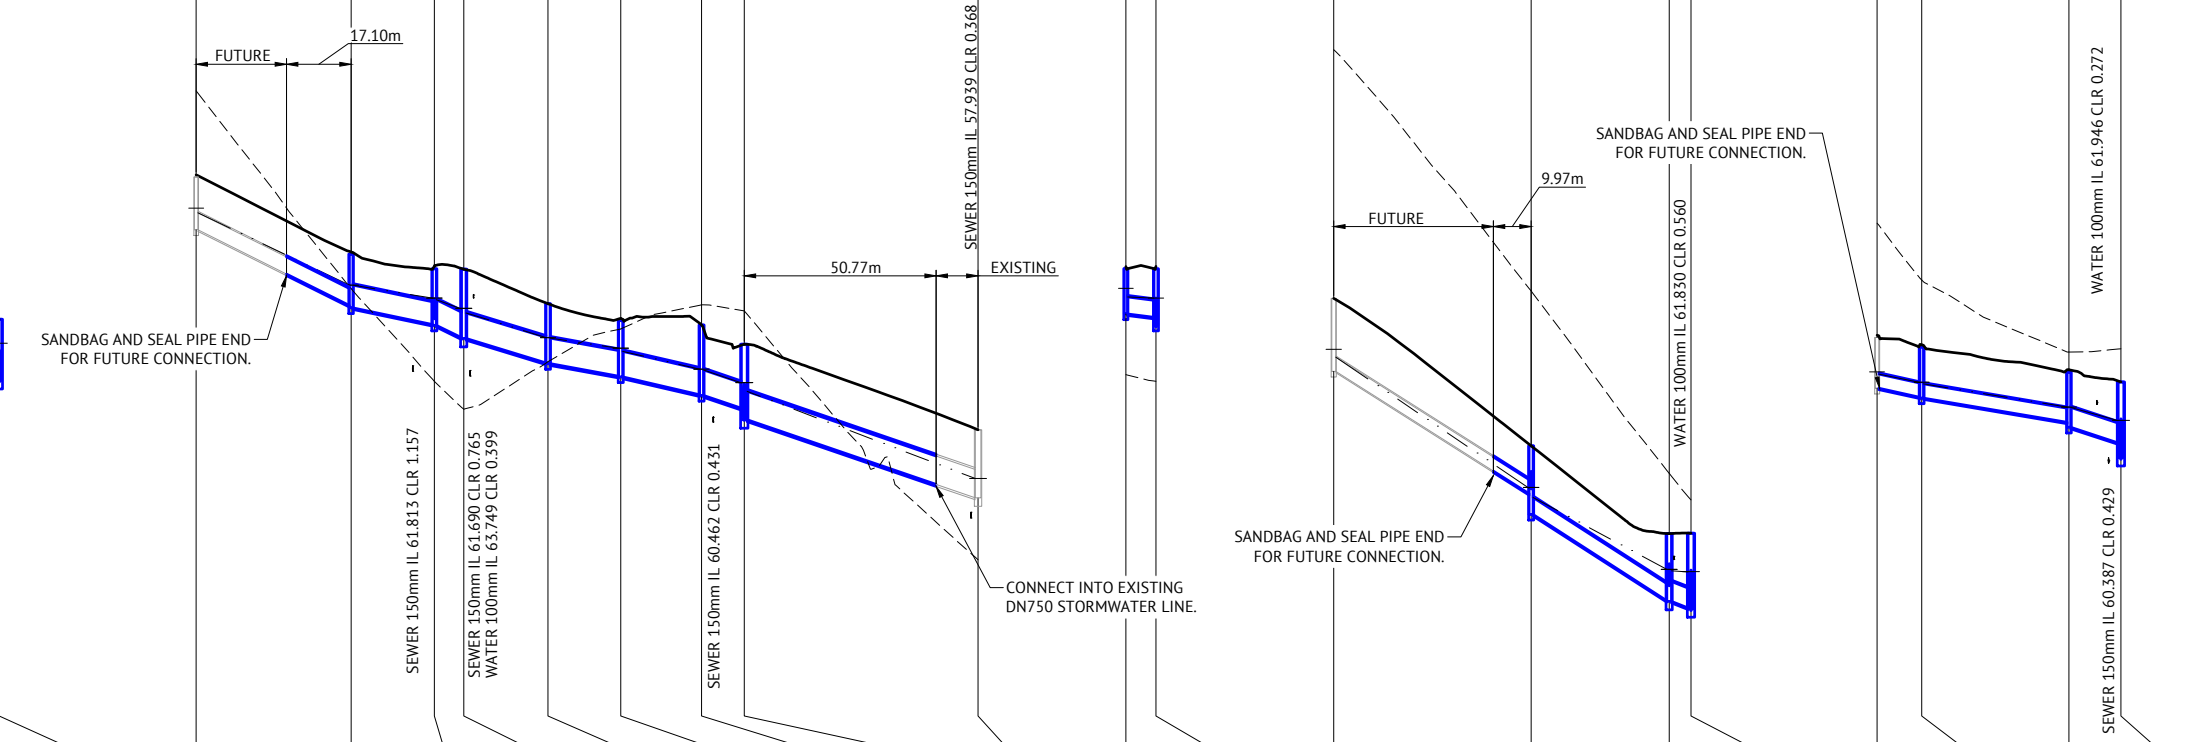 17.10m
FUTURE
SANDBAG AND SEAL PIPE END
FOR FUTURE CONNECTION.
SEWER 150mm IL 61.813 CLR 1.157
SEWER 150mm IL 61.690 CLR 0.765
WATER 100mm IL 63.749 CLR 0.399
SEWER 150mm IL 60.462 CLR 0.431
50.77m
EXISTING
SEWER 150mm IL 57.939 CLR 0.368
CONNECT INTO EXISTING
DN750 STORMWATER LINE.
FUTURE
9.97m
SANDBAG AND SEAL PIPE END
FOR FUTURE CONNECTION.
WATER 100mm IL 61.830 CLR 0.560
SANDBAG AND SEAL PIPE END
FOR FUTURE CONNECTION.
WATER 100mm IL 61.946 CLR 0.272
SEWER 150mm IL 60.387 CLR 0.429